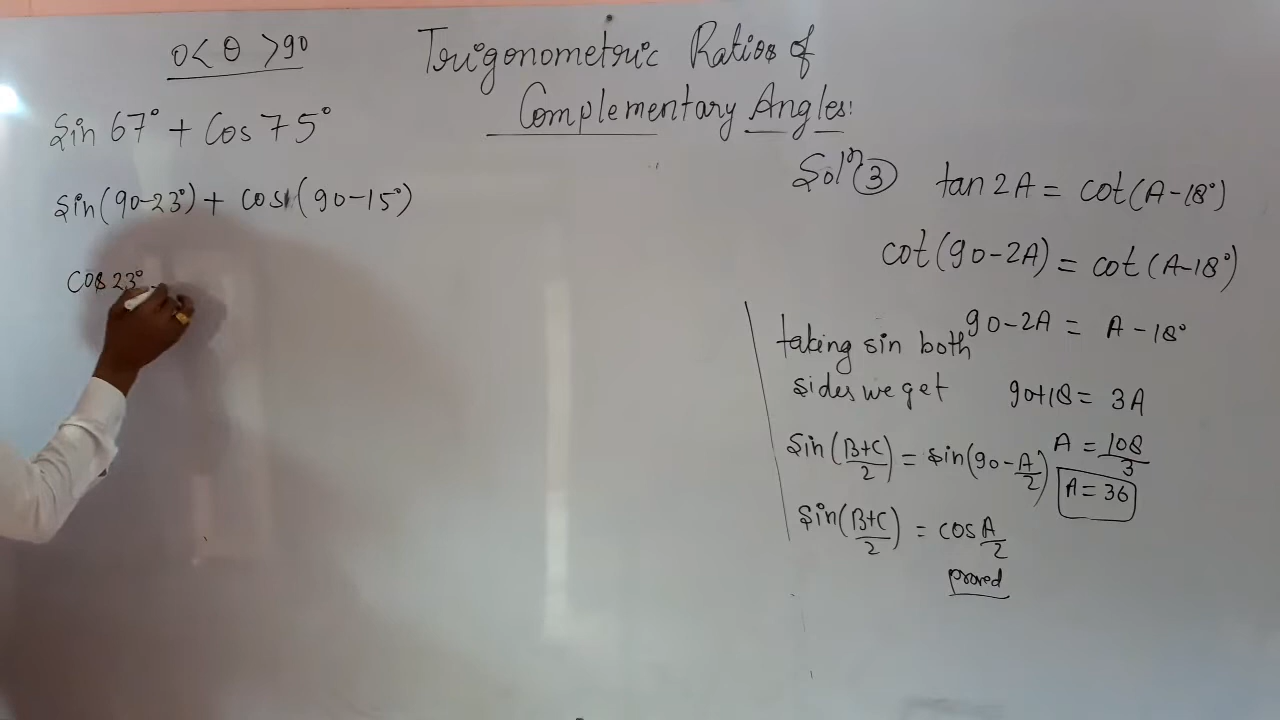 0< θ >90
Sin 67° + Cos 75°
Sin(90-23°) + cos(90-15°)
cos 23°
Trigonometric Ratios of
Complementary Angles:
Solⁿ 3
tan 2A = cot(A-18°)
cot(90-2A) = cot(A-18°)
90-2A = A-18°
90+18 = 3A
A = 108/3
A = 36
taking sin both
sides we get
Sin(B+C/2) = sin(90-A/2)
Sin(B+C/2) = cos A/2
proved